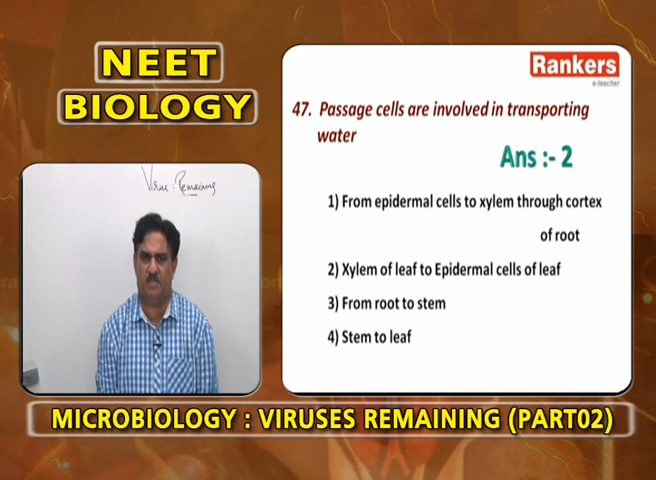 NEET
BIOLOGY
Rankers
e-teacher
47. Passage cells are involved in transporting
water
Ans :- 2
1) From epidermal cells to xylem through cortex
of root
2) Xylem of leaf to Epidermal cells of leaf
3) From root to stem
4) Stem to leaf
Virus : Remaining
MICROBIOLOGY : VIRUSES REMAINING (PART02)